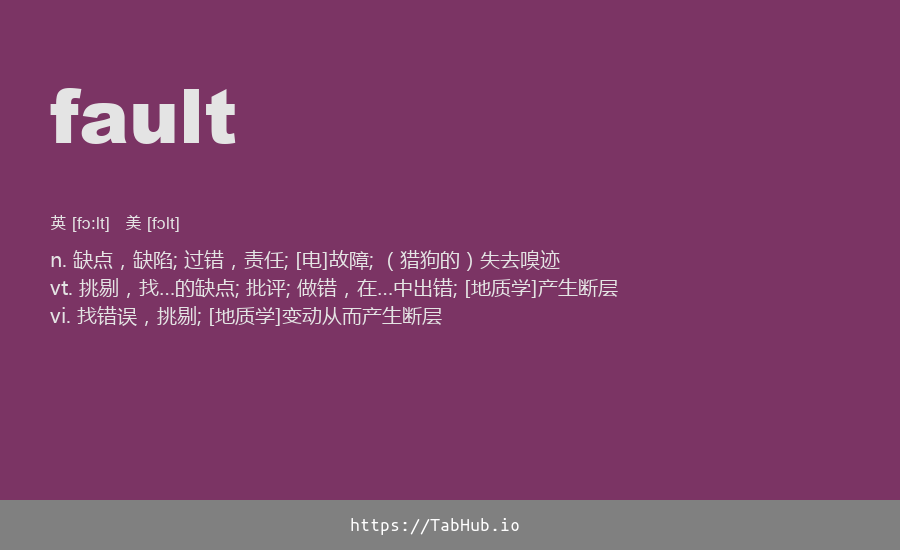 fault
英 [fɔ:lt] 美 [fɔlt]
n. 缺点，缺陷; 过错，责任; [电]故障; （猎狗的）失去嗅迹
vt. 挑剔，找...的缺点; 批评; 做错，在...中出错; [地质学]产生断层
vi. 找错误，挑剔; [地质学]变动从而产生断层
https://TabHub.io